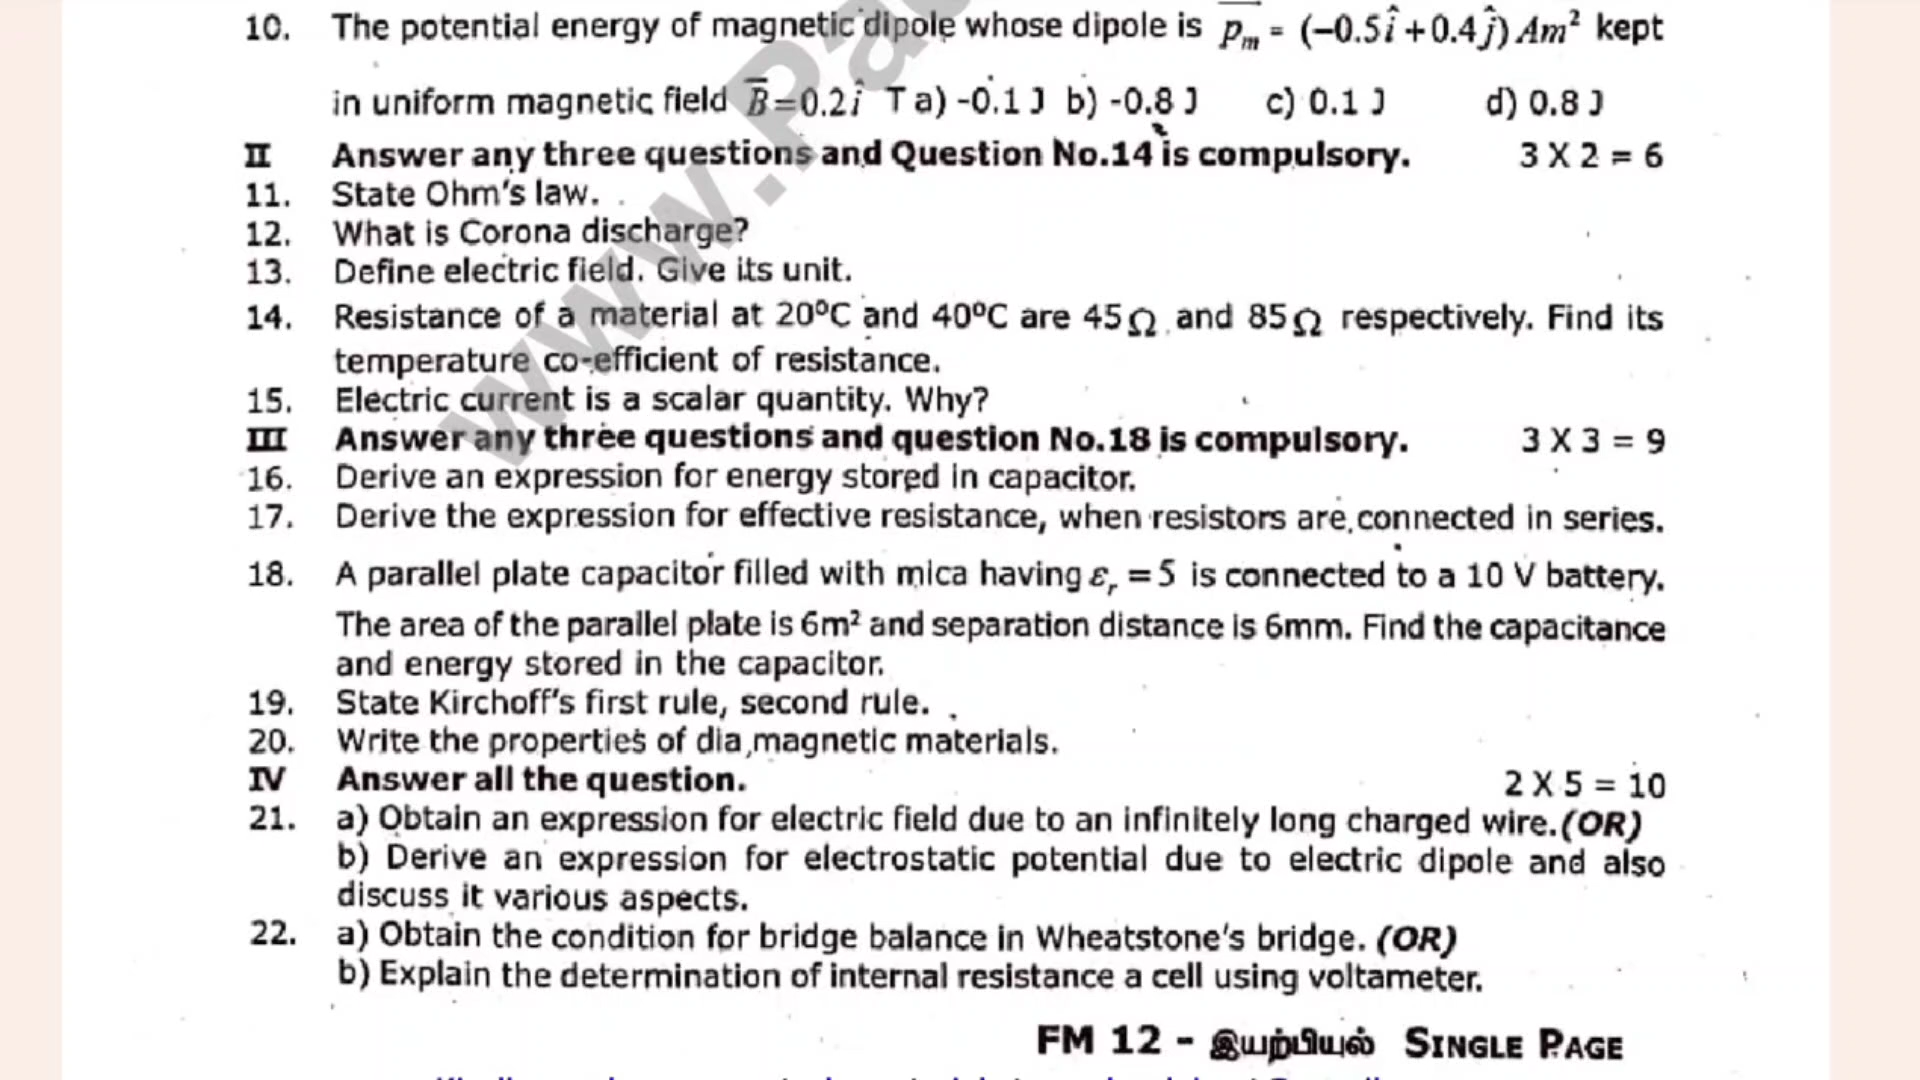 10. The potential energy of magnetic dipole whose dipole is p_m = (−0.5î + 0.4ĵ) Am² kept
in uniform magnetic field B̅=0.2î T a) -0.1 J b) -0.8 J c) 0.1 J d) 0.8 J
II Answer any three questions and Question No.14 is compulsory. 3 X 2 = 6
11. State Ohm's law.
12. What is Corona discharge?
13. Define electric field. Give its unit.
14. Resistance of a material at 20⁰C and 40⁰C are 45Ω and 85Ω respectively. Find its
temperature co-efficient of resistance.
15. Electric current is a scalar quantity. Why?
III Answer any three questions and question No.18 is compulsory. 3 X 3 = 9
16. Derive an expression for energy stored in capacitor.
17. Derive the expression for effective resistance, when resistors are connected in series.
18. A parallel plate capacitor filled with mica having εᵣ = 5 is connected to a 10 V battery.
The area of the parallel plate is 6m² and separation distance is 6mm. Find the capacitance
and energy stored in the capacitor.
19. State Kirchoff's first rule, second rule.
20. Write the properties of dia magnetic materials.
IV Answer all the question. 2 X 5 = 10
21. a) Obtain an expression for electric field due to an infinitely long charged wire.(OR)
b) Derive an expression for electrostatic potential due to electric dipole and also
discuss it various aspects.
22. a) Obtain the condition for bridge balance in Wheatstone's bridge. (OR)
b) Explain the determination of internal resistance a cell using voltameter.
FM 12 - இயற்பியல் SINGLE PAGE
www.Pa